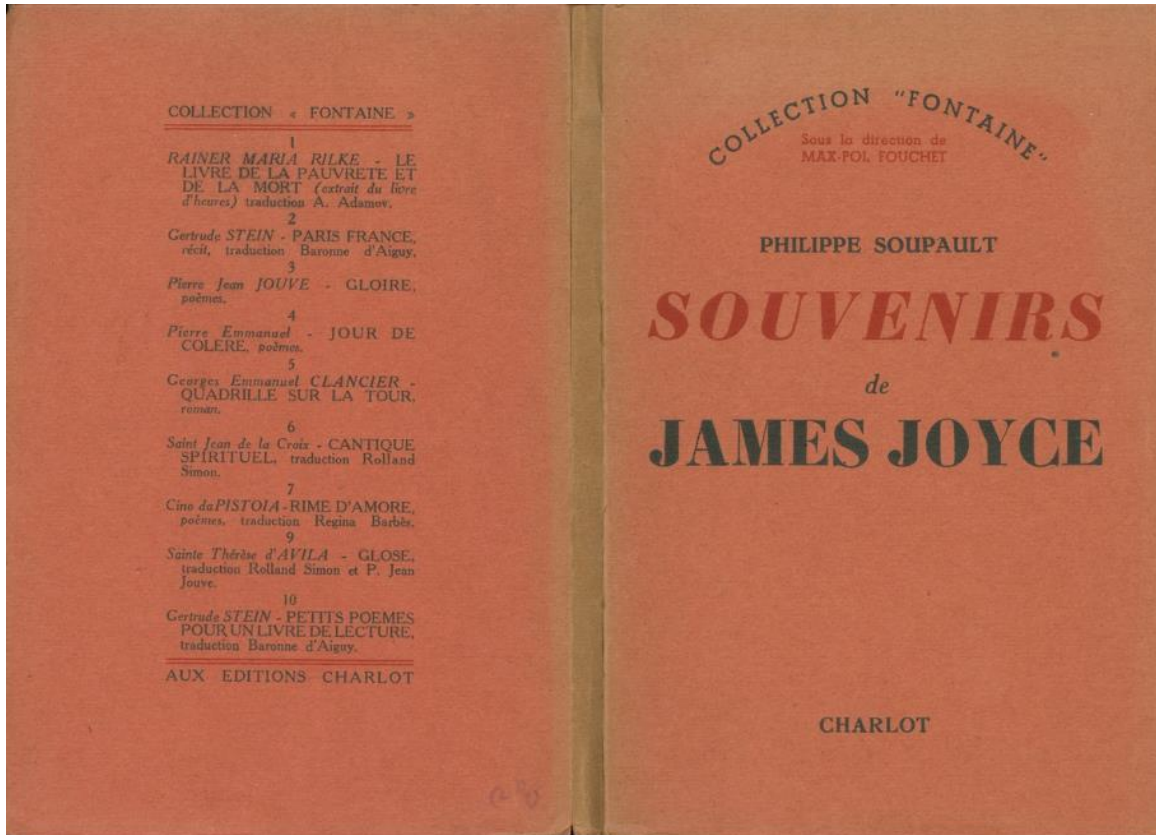 COLLECTION « FONTAINE »
1
RAINER MARIA RILKE - LE
LIVRE DE LA PAUVRETE ET
DE LA MORT (extrait du livre
d'heures) traduction A. Adamov.
2
Gertrude STEIN - PARIS FRANCE,
récit, traduction Baronne d'Aiguy.
3
Pierre Jean JOUVE - GLOIRE,
poèmes.
4
Pierre Emmanuel - JOUR DE
COLERE, poèmes.
5
Georges Emmanuel CLANCIER -
QUADRILLE SUR LA TOUR,
roman.
6
Saint Jean de la Croix - CANTIQUE
SPIRITUEL, traduction Rolland
Simon.
7
Cino da PISTOIA - RIME D'AMORE,
poèmes, traduction Regina Barbès.
9
Sainte Thérèse d'AVILA - GLOSE,
traduction Rolland Simon et P. Jean
Jouve.
10
Gertrude STEIN - PETITS POEMES
POUR UN LIVRE DE LECTURE,
traduction Baronne d'Aiguy.
AUX EDITIONS CHARLOT
COLLECTION "FONTAINE"
Sous la direction de
MAX-POL FOUCHET
PHILIPPE SOUPAULT
SOUVENIRS
de
JAMES JOYCE
CHARLOT